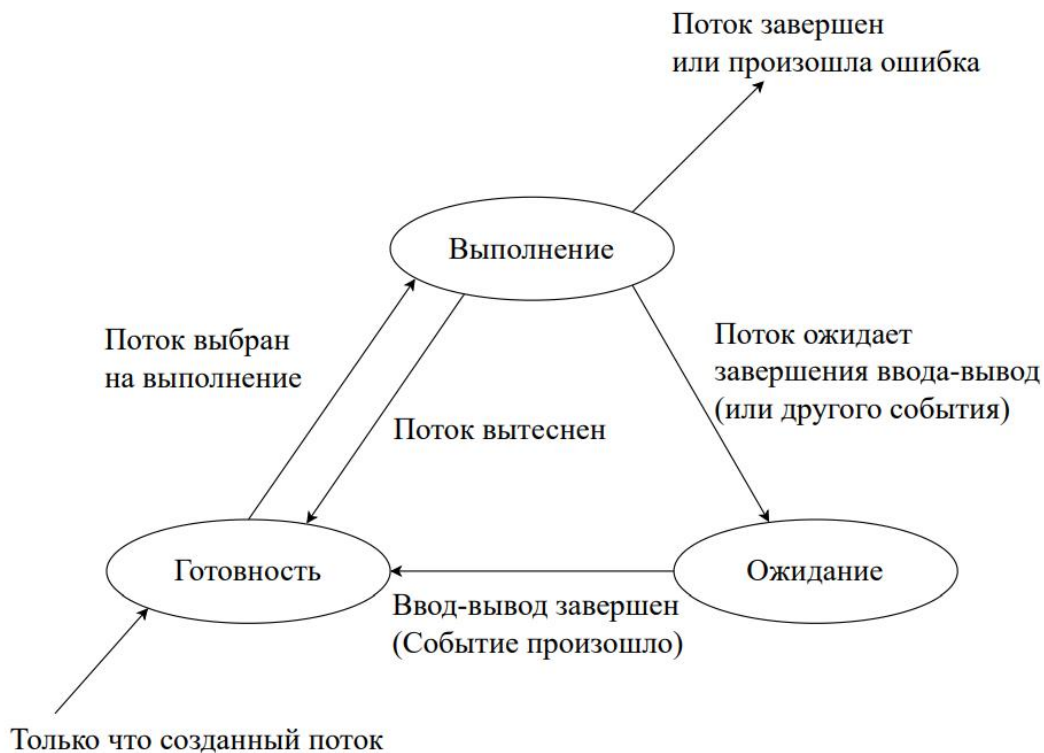 Поток завершен
или произошла ошибка
Выполнение
Поток выбран
на выполнение
Поток ожидает
завершения ввода-вывод
(или другого события)
Поток вытеснен
Готовность
Ожидание
Ввод-вывод завершен
(Событие произошло)
Только что созданный поток